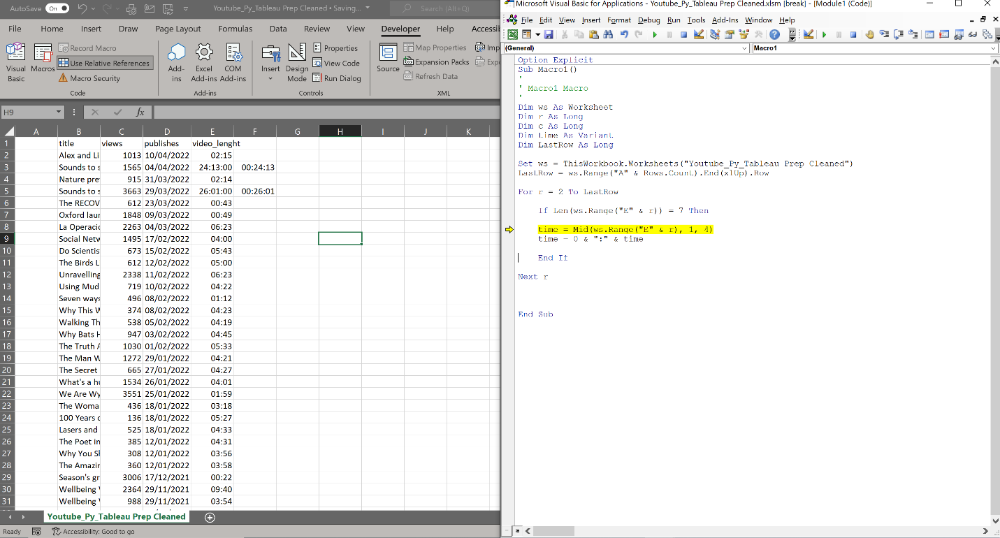 AutoSave On Youtube_Py_Tableau Prep Cleaned • Saving... Search (Alt+Q)
File Home Insert Draw Page Layout Formulas Data Review View Developer Help Accessi
Visual Basic
Macros
Record Macro
Use Relative References
Macro Security
Code
Add-ins
Excel Add-ins
COM Add-ins
Add-ins
Insert
Design Mode
Properties
View Code
Run Dialog
Controls
Source
Map Properties
Expansion Packs
Refresh Data
Imp
Exp
XML
H9 fx
A B C D E F G H I J K
1 title views publishes video_lenght
2 Alex and Li 1013 10/04/2022 02:15
3 Sounds to s 1565 04/04/2022 24:13:00 00:24:13
4 Nature pre 915 31/03/2022 02:14
5 Sounds to s 3663 29/03/2022 26:01:00 00:26:01
6 The RECOV 612 23/03/2022 00:43
7 Oxford laun 1848 09/03/2022 00:49
8 La Operacio 2263 04/03/2022 06:23
9 Social Netw 1495 17/02/2022 04:00
10 Do Scientis 673 15/02/2022 05:43
11 The Birds L 612 12/02/2022 05:00
12 Unravelling 2338 11/02/2022 06:23
13 Using Mud 719 10/02/2022 04:22
14 Seven ways 496 08/02/2022 01:12
15 Why This W 374 08/02/2022 04:23
16 Walking Th 538 05/02/2022 04:19
17 Why Bats H 947 03/02/2022 04:45
18 The Truth A 1030 01/02/2022 05:33
19 The Man W 1272 29/01/2022 04:21
20 The Secret 665 27/01/2022 04:27
21 What's a hu 1534 26/01/2022 04:01
22 We Are Wy 3551 25/01/2022 01:59
23 The Woma 436 18/01/2022 03:18
24 100 Years o 136 18/01/2022 05:27
25 Lasers and 525 18/01/2022 04:33
26 The Poet in 385 12/01/2022 04:31
27 Why You Sh 308 12/01/2022 03:56
28 The Amazin 360 12/01/2022 03:58
29 Season's gr 3006 17/12/2021 00:22
30 Wellbeing 2364 29/11/2021 09:40
31 Wellbeing 988 29/11/2021 03:54
Youtube_Py_Tableau Prep Cleaned
Ready Accessibility: Good to go
Microsoft Visual Basic for Applications - Youtube_Py_Tableau Prep Cleaned.xlsm [break] - [Module1 (Code)]
File Edit View Insert Format Debug Run Tools Add-Ins Window Help
(General) Macro1
Option Explicit
Sub Macro1()
'
' Macro1 Macro
'
Dim ws As Worksheet
Dim r As Long
Dim c As Long
Dim time As Variant
Dim LastRow As Long
Set ws = ThisWorkbook.Worksheets("Youtube_Py_Tableau Prep Cleaned")
LastRow = ws.Range("A" & Rows.Count).End(xlUp).Row
For r = 2 To LastRow
If Len(ws.Range("E" & r)) = 7 Then
time = Mid(ws.Range("E" & r), 1, 4)
time = 0 & ":" & time
End If
Next r
End Sub